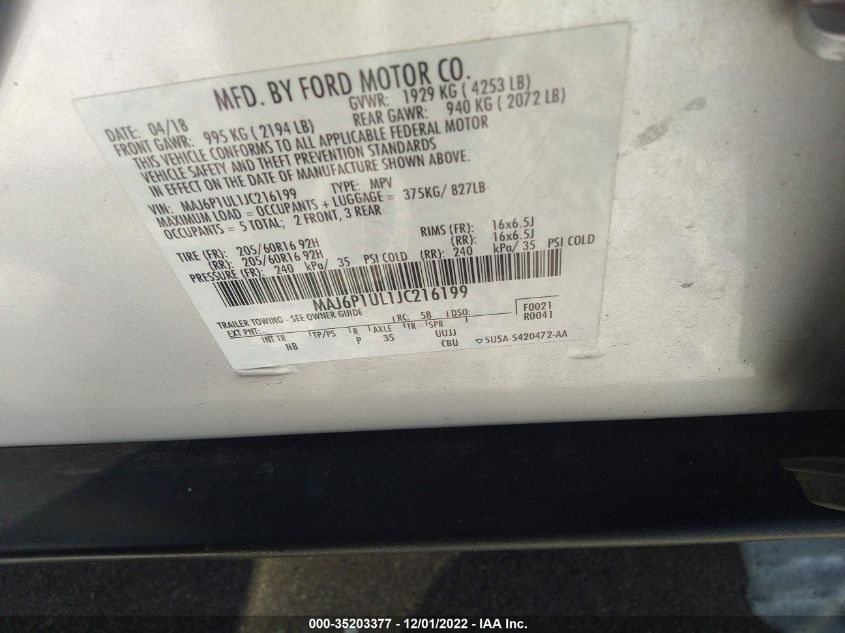 MFD. BY FORD MOTOR CO.
DATE: 04/18 GVWR: 1929 KG ( 4253 LB)
FRONT GAWR: 995 KG ( 2194 LB) REAR GAWR: 940 KG ( 2072 LB)
THIS VEHICLE CONFORMS TO ALL APPLICABLE FEDERAL MOTOR
VEHICLE SAFETY AND THEFT PREVENTION STANDARDS
IN EFFECT ON THE DATE OF MANUFACTURE SHOWN ABOVE.
VIN: MAJ6P1UL1JC216199 TYPE: MPV
MAXIMUM LOAD = OCCUPANTS + LUGGAGE = 375KG/ 827LB
OCCUPANTS = 5 TOTAL; 2 FRONT, 3 REAR
TIRE (FR): 205/60R16 92H RIMS (FR): 16x6.5J
(RR): 205/60R16 92H (RR): 16x6.5J
PRESSURE (FR): 240 kPa/ 35 PSI COLD (RR): 240 kPa/ 35 PSI COLD
MAJ6P1UL1JC216199
TRAILER TOWING - SEE OWNER GUIDE RC: 58 DSO: F0021
EXT PNT: R0041
INT TR TP/PS R AXLE TR SPR
NB P 35 UUJJ
CBU 5U5A-5420472-AA
000-35203377 - 12/01/2022 - SU - IAA Inc.